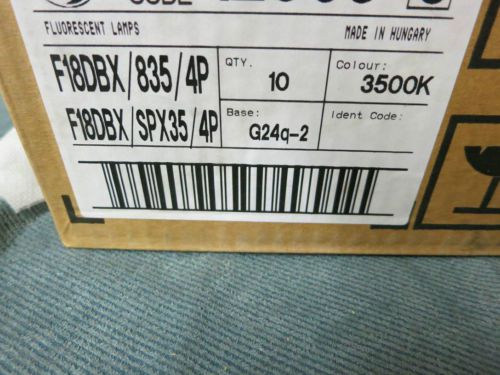 CODE
FLUORESCENT LAMPS MADE IN HUNGARY
F18DBX/835/4P QTY. 10 Colour: 3500K
F18DBX/SPX35/4P Base: G24q-2 Ident Code: